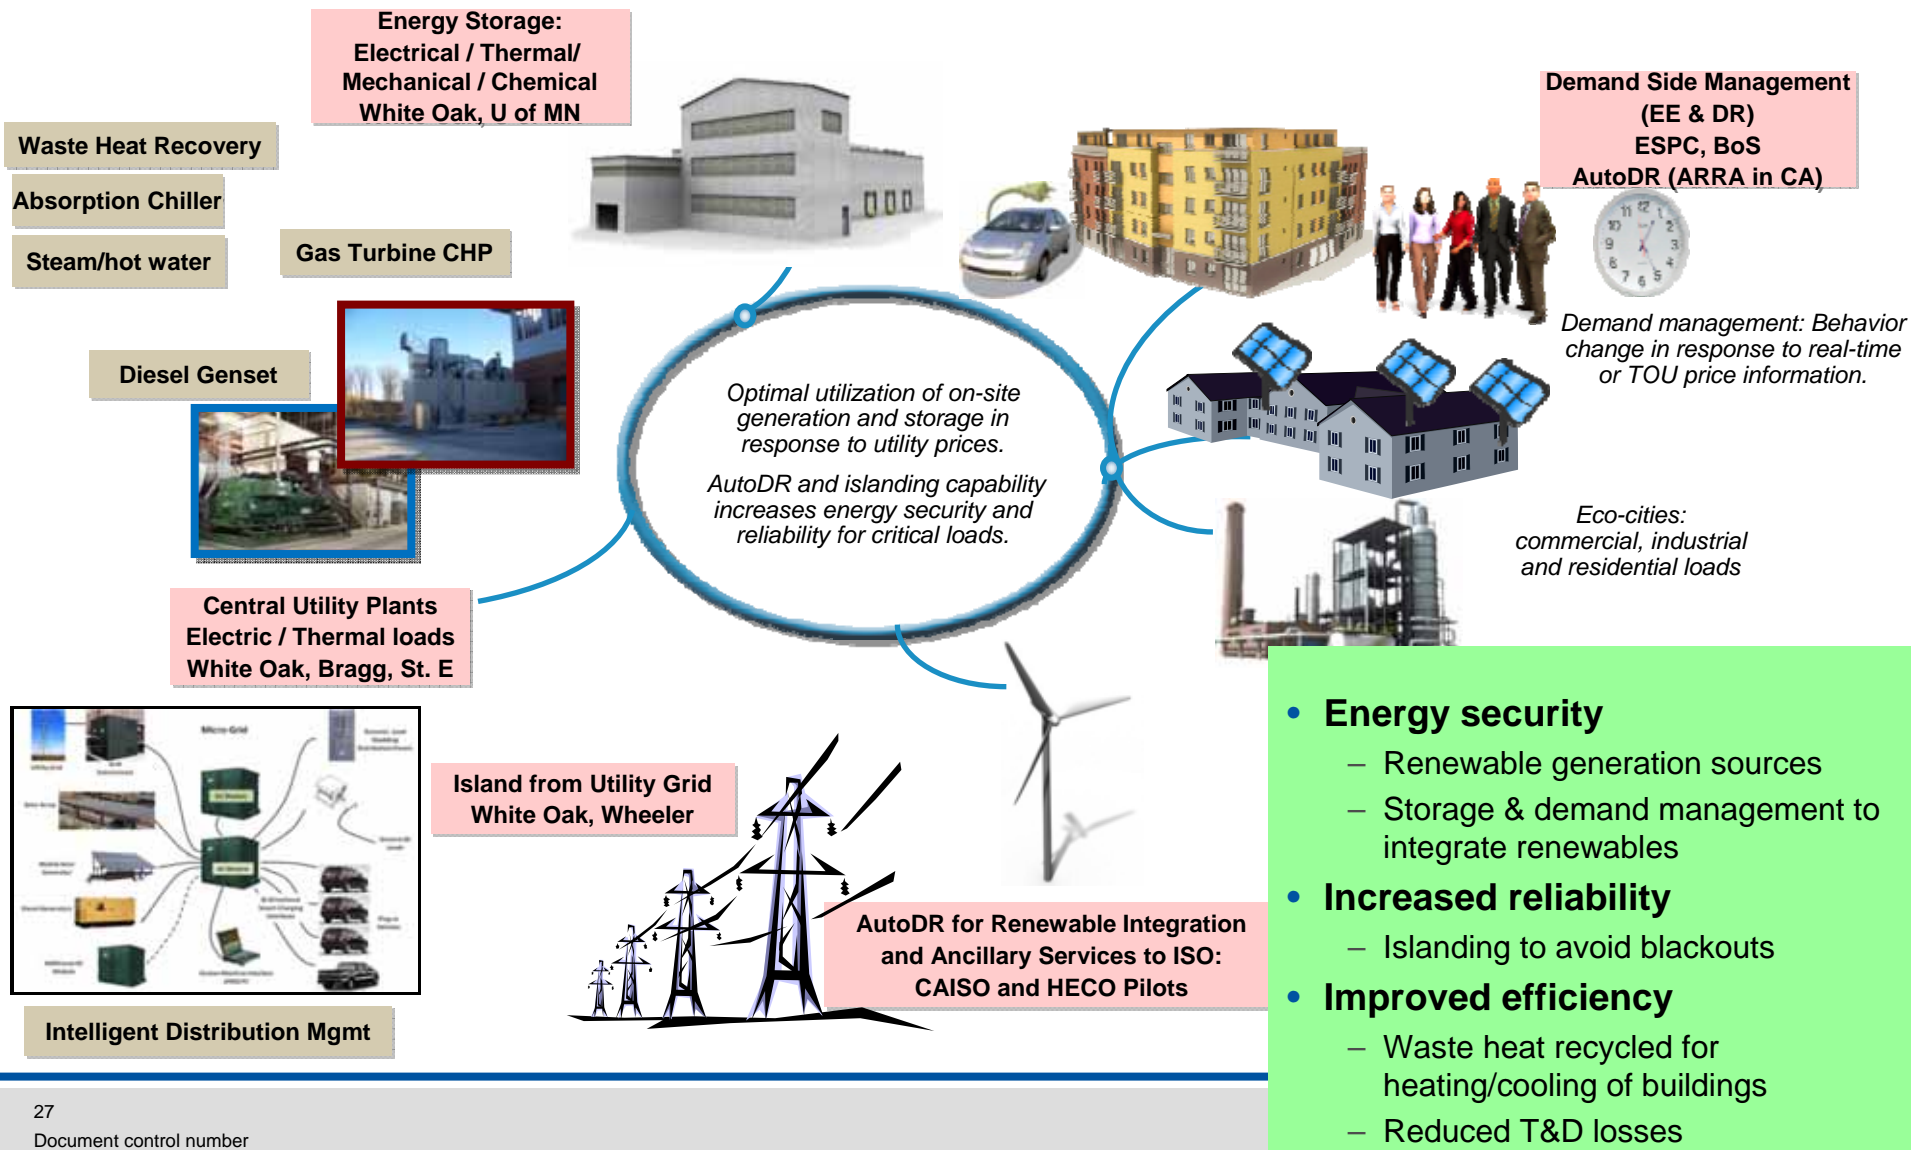 Energy Storage:
Electrical / Thermal/
Mechanical / Chemical
White Oak, U of MN
Demand Side Management
(EE & DR)
ESPC, BoS
AutoDR (ARRA in CA)
Waste Heat Recovery
Absorption Chiller
Steam/hot water
Gas Turbine CHP
Diesel Genset
Demand management: Behavior
change in response to real-time
or TOU price information.
Optimal utilization of on-site
generation and storage in
response to utility prices.
AutoDR and islanding capability
increases energy security and
reliability for critical loads.
Eco-cities:
commercial, industrial
and residential loads
Central Utility Plants
Electric / Thermal loads
White Oak, Bragg, St. E
Micro-Grid
Island from Utility Grid
White Oak, Wheeler
AutoDR for Renewable Integration
and Ancillary Services to ISO:
CAISO and HECO Pilots
Intelligent Distribution Mgmt
• Energy security
– Renewable generation sources
– Storage & demand management to
integrate renewables
• Increased reliability
– Islanding to avoid blackouts
• Improved efficiency
– Waste heat recycled for
heating/cooling of buildings
– Reduced T&D losses
27
Document control number